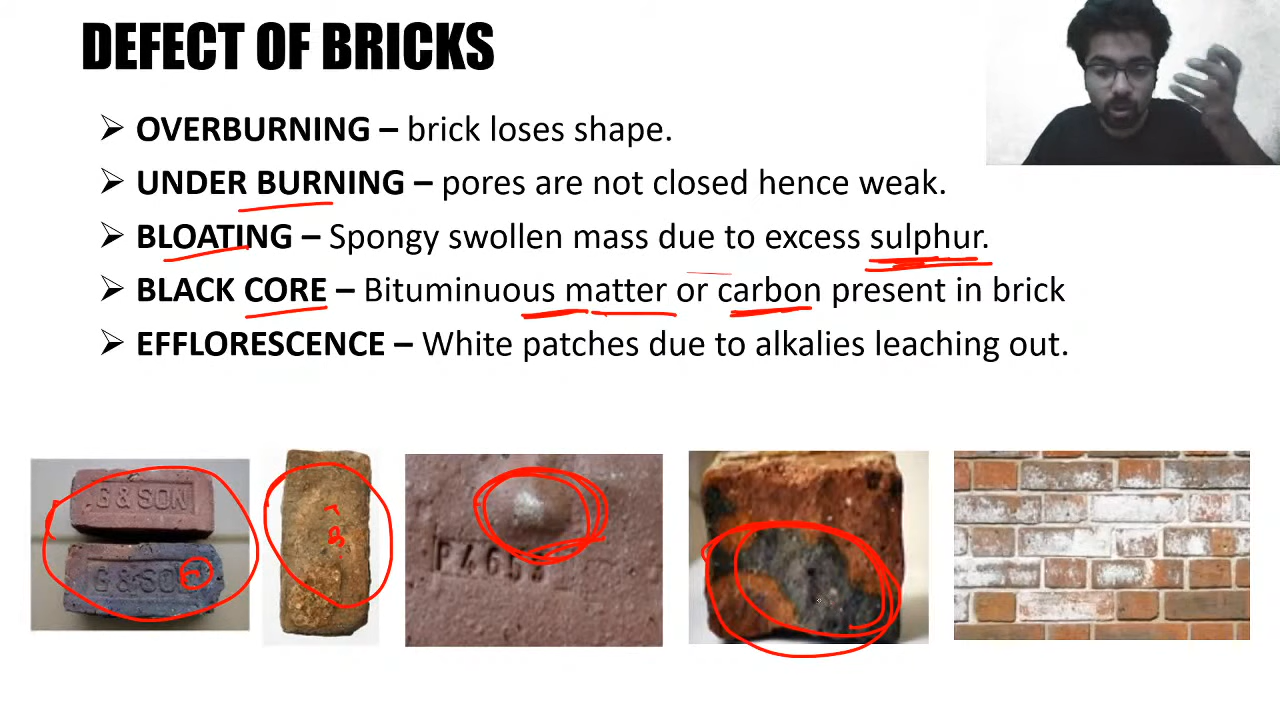 DEFECT OF BRICKS
➢ OVERBURNING – brick loses shape.
➢ UNDER BURNING – pores are not closed hence weak.
➢ BLOATING – Spongy swollen mass due to excess sulphur.
➢ BLACK CORE – Bituminuous matter or carbon present in brick
➢ EFFLORESCENCE – White patches due to alkalies leaching out.
G & SON
G & SON